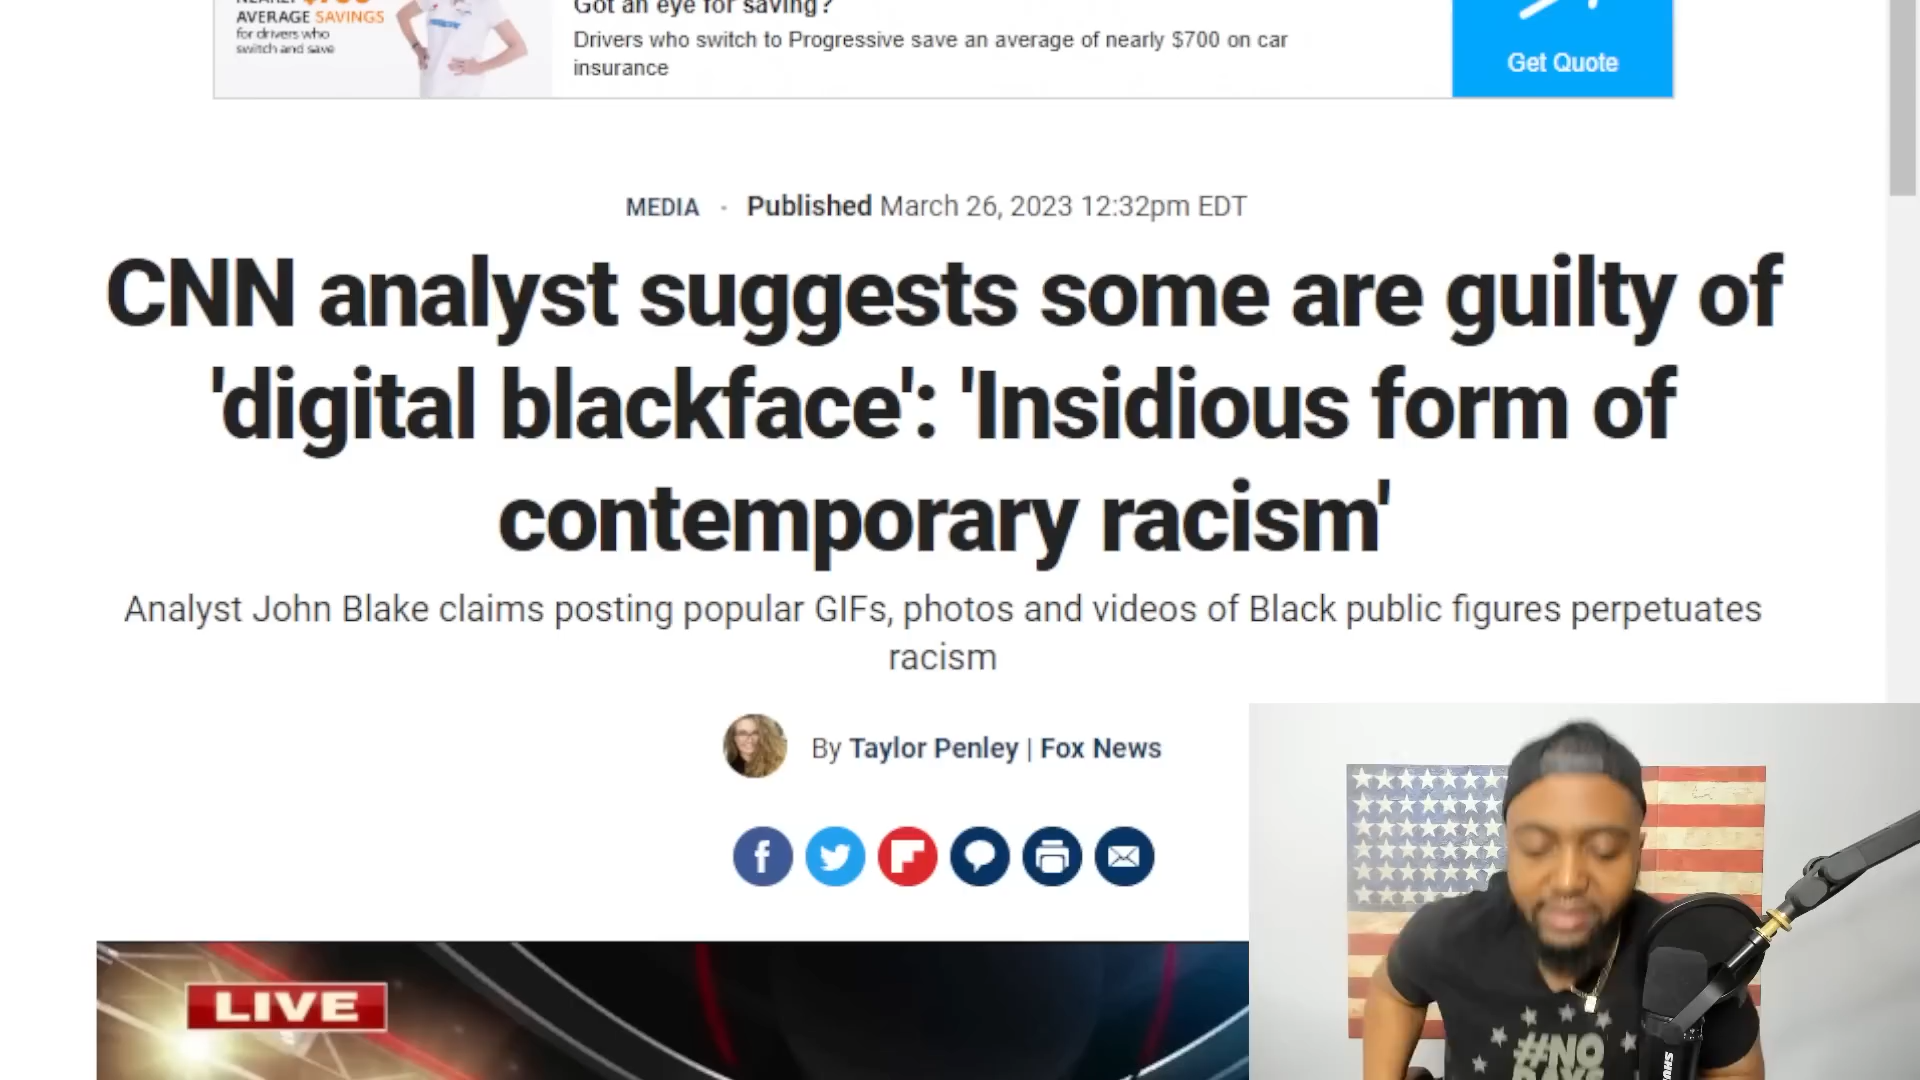 AVERAGE SAVINGS
for drivers who
switch and save
Got an eye for saving?
Drivers who switch to Progressive save an average of nearly $700 on car
insurance
Get Quote
MEDIA · Published March 26, 2023 12:32pm EDT
CNN analyst suggests some are guilty of
'digital blackface': 'Insidious form of
contemporary racism'
Analyst John Blake claims posting popular GIFs, photos and videos of Black public figures perpetuates
racism
By Taylor Penley | Fox News
LIVE
#NO
DAYS